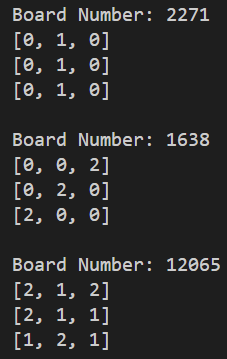 Board Number: 2271
[0, 1, 0]
[0, 1, 0]
[0, 1, 0]
Board Number: 1638
[0, 0, 2]
[0, 2, 0]
[2, 0, 0]
Board Number: 12065
[2, 1, 2]
[2, 1, 1]
[1, 2, 1]